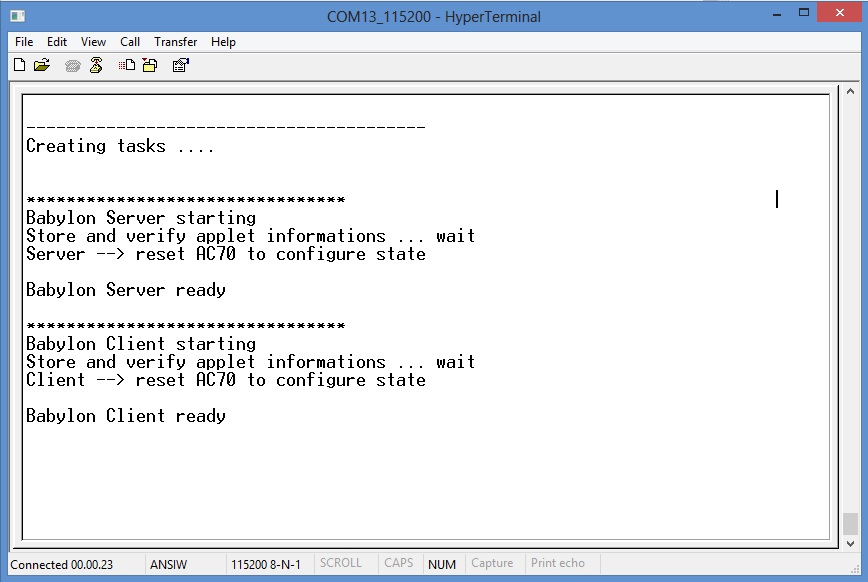 COM13_115200 - HyperTerminal
File Edit View Call Transfer Help
----------------------------------------
Creating tasks ....
********************************
Babylon Server starting
Store and verify applet informations ... wait
Server --> reset AC70 to configure state
Babylon Server ready
********************************
Babylon Client starting
Store and verify applet informations ... wait
Client --> reset AC70 to configure state
Babylon Client ready
Connected 00.00.23 ANSIW 115200 8-N-1 SCROLL CAPS NUM Capture Print echo